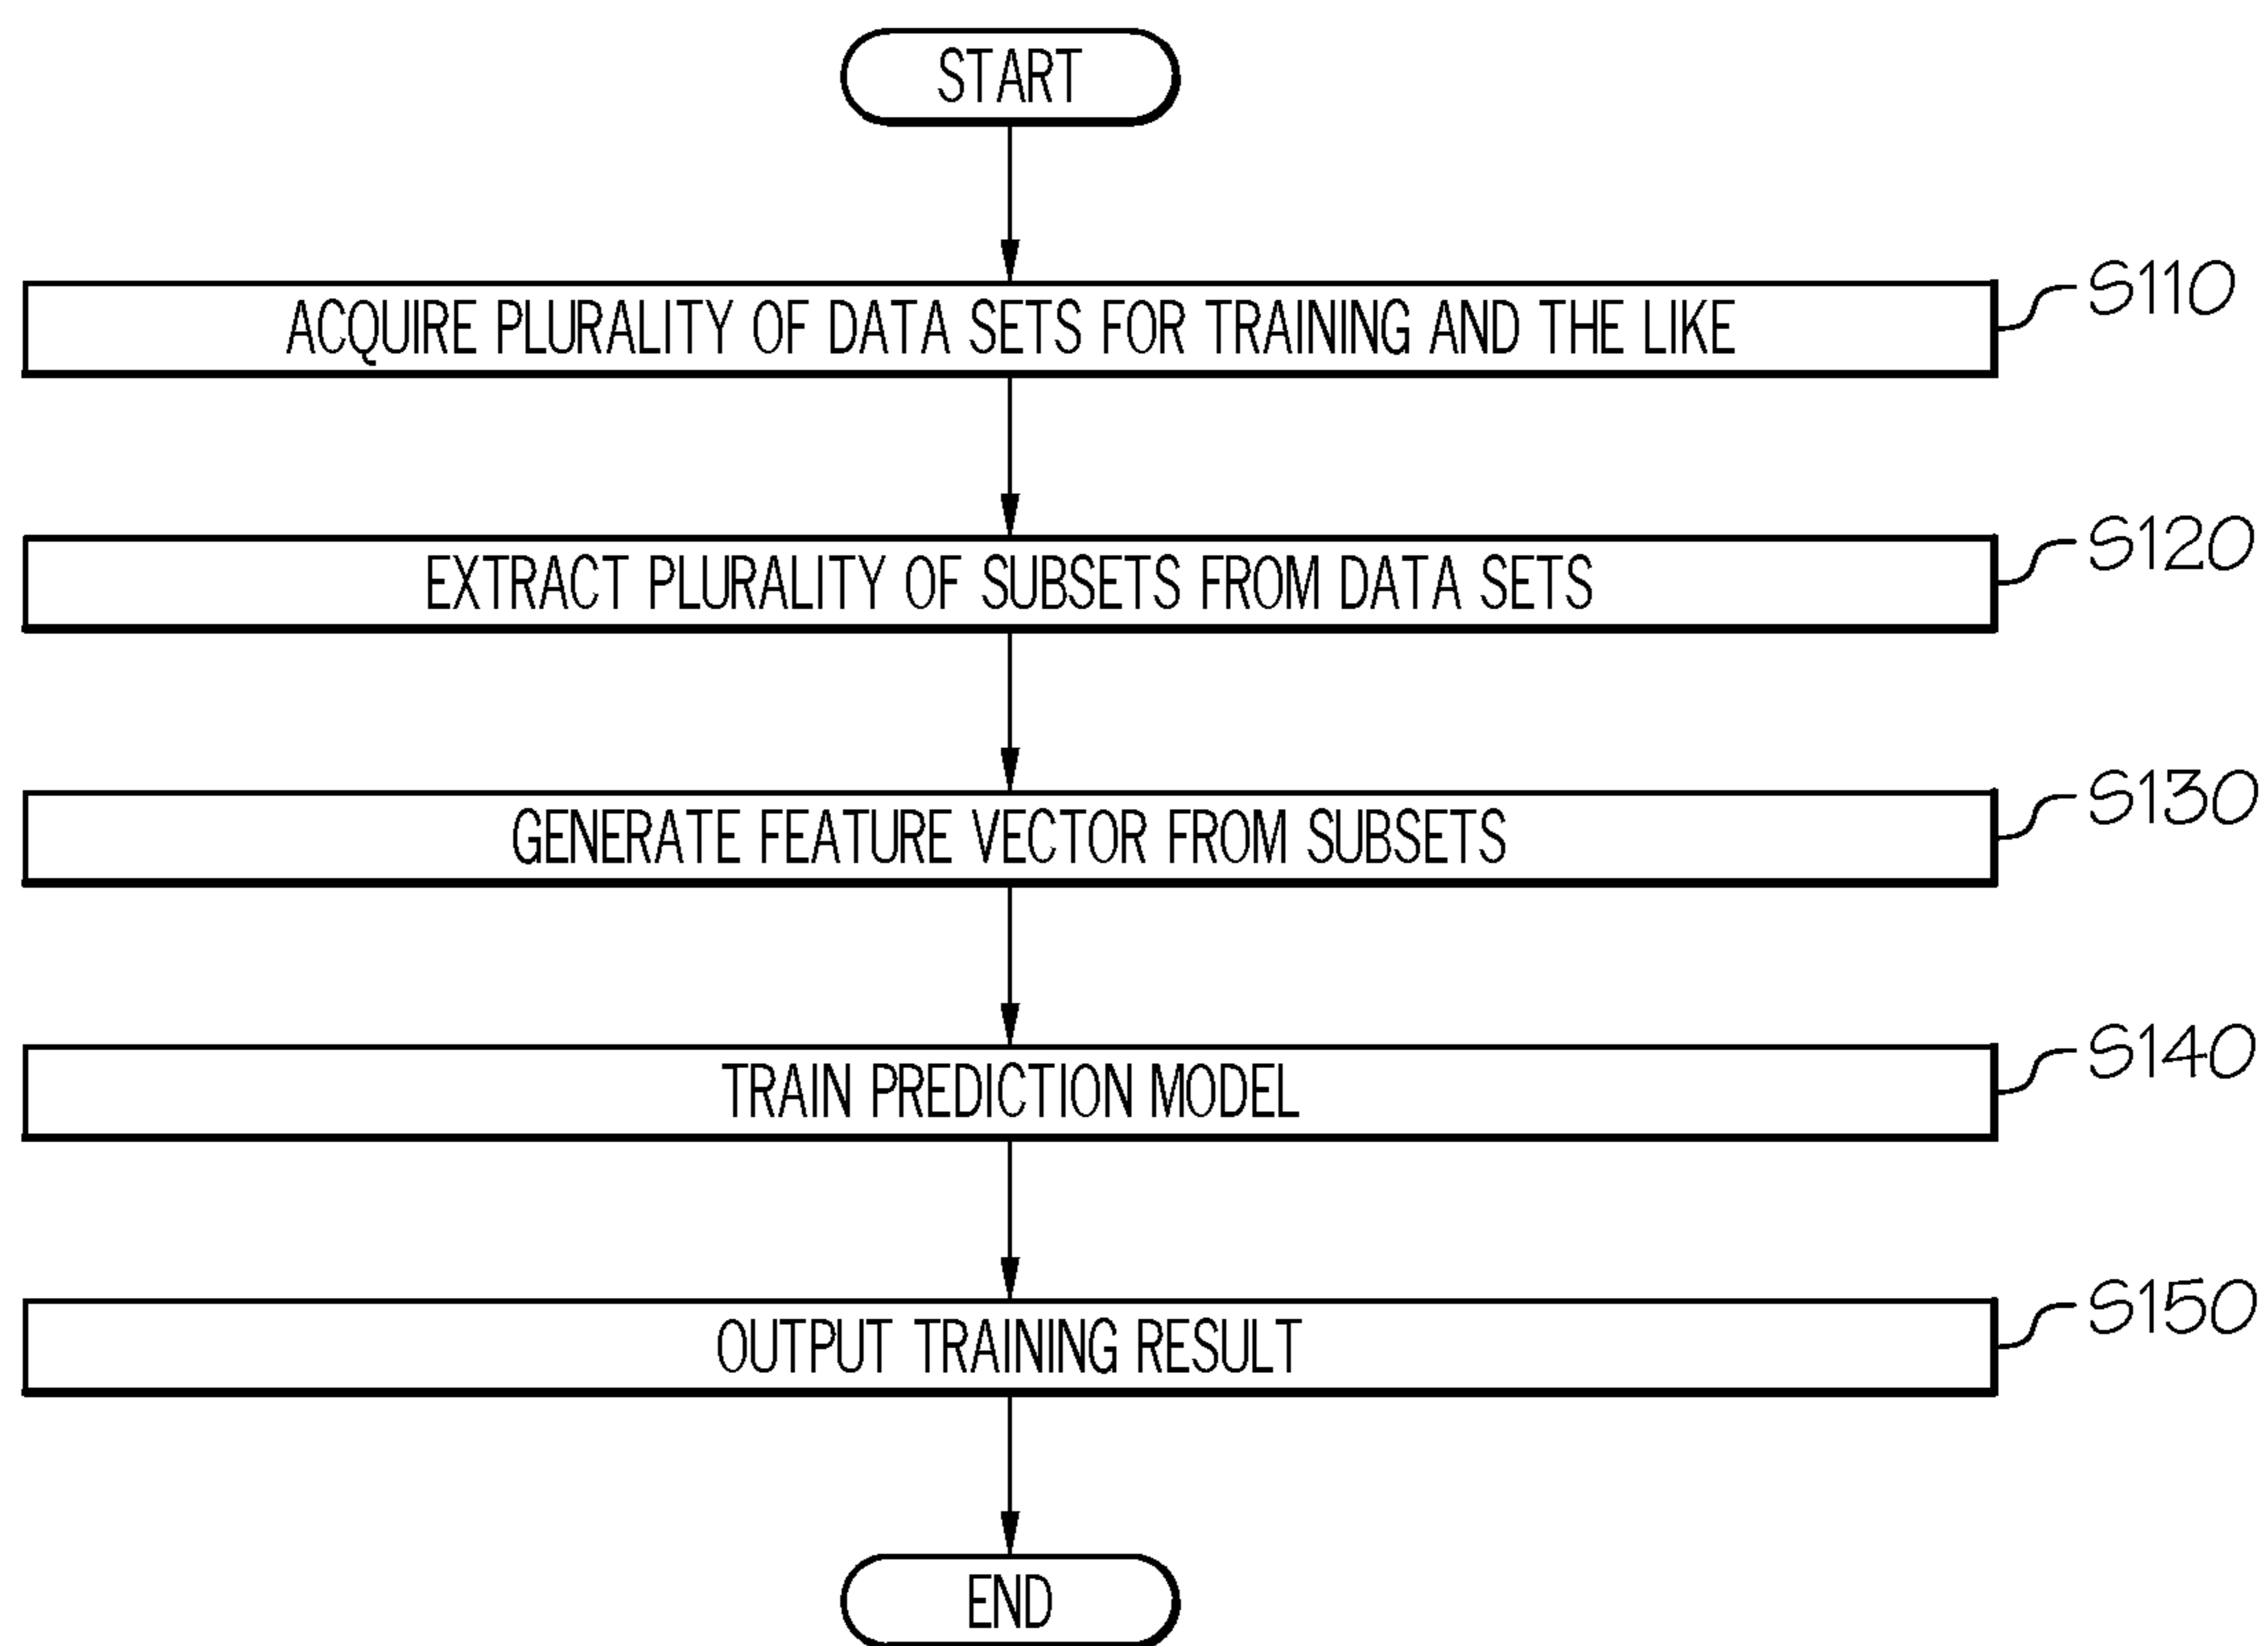 START
ACQUIRE PLURALITY OF DATA SETS FOR TRAINING AND THE LIKE
S110
EXTRACT PLURALITY OF SUBSETS FROM DATA SETS
S120
GENERATE FEATURE VECTOR FROM SUBSETS
S130
TRAIN PREDICTION MODEL
S140
OUTPUT TRAINING RESULT
S150
END